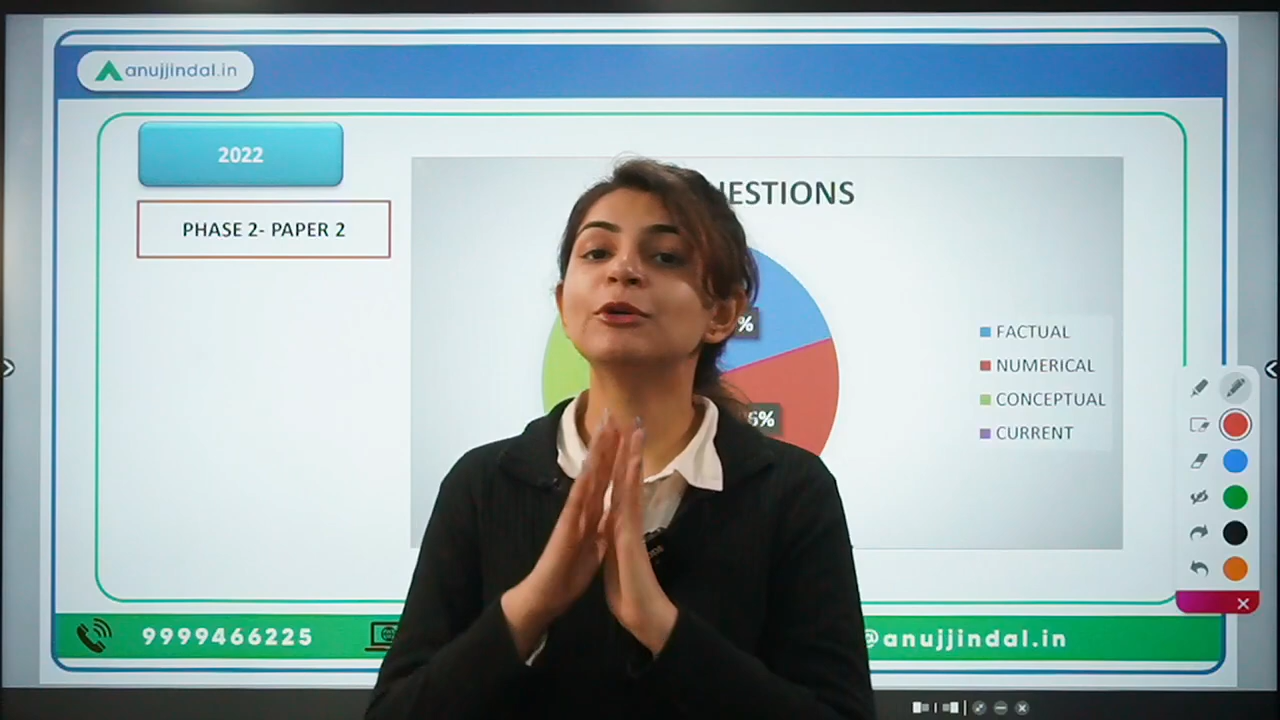 anujjindal.in
2022
PHASE 2- PAPER 2
ESTIONS
%
6%
FACTUAL
NUMERICAL
CONCEPTUAL
CURRENT
9999466225
@anujjindal.in